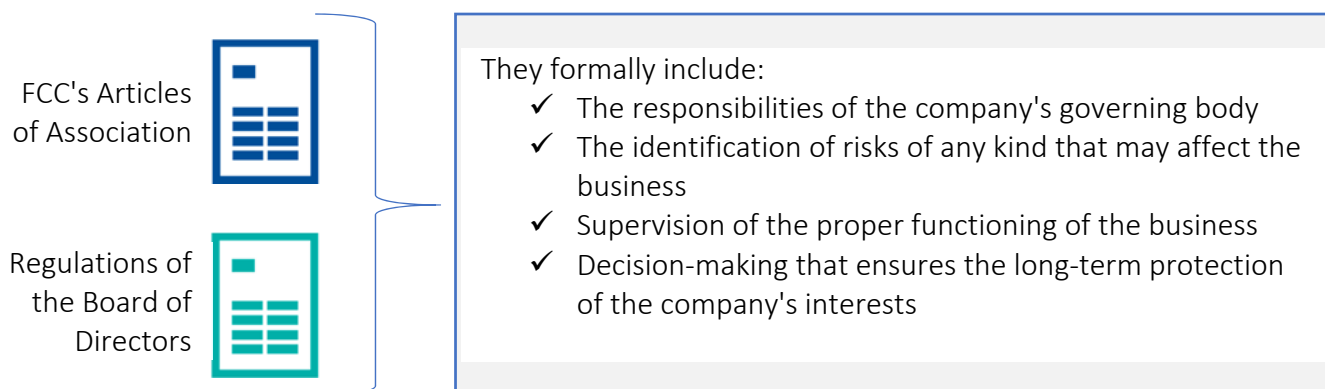 FCC's Articles
of Association
Regulations of
the Board of
Directors
They formally include:
✓ The responsibilities of the company's governing body
✓ The identification of risks of any kind that may affect the
business
✓ Supervision of the proper functioning of the business
✓ Decision-making that ensures the long-term protection
of the company's interests